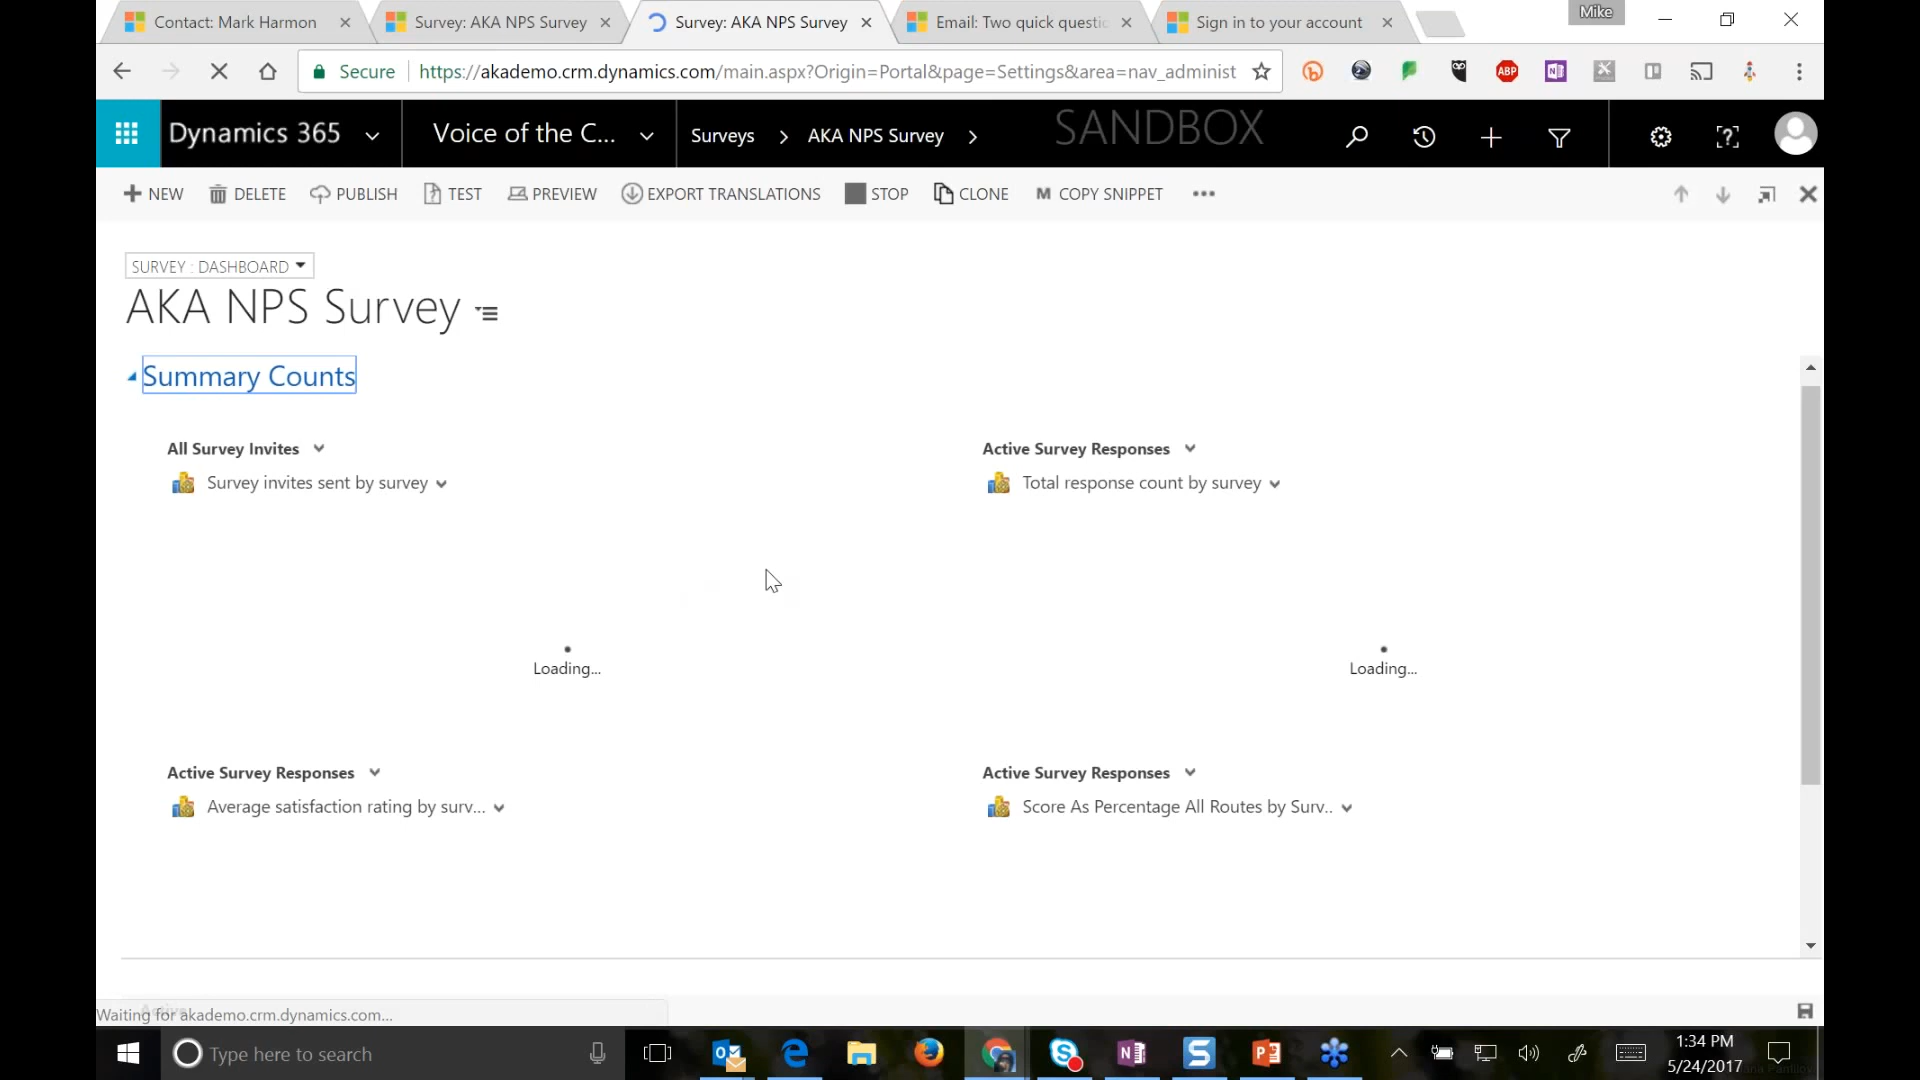 Contact: Mark Harmon
Survey: AKA NPS Survey
Survey: AKA NPS Survey
Email: Two quick questic
Sign in to your account
Mike
Secure
https://akademo.crm.dynamics.com/main.aspx?Origin=Portal&page=Settings&area=nav_administ
ABP
Dynamics 365
Voice of the C...
Surveys > AKA NPS Survey >
SANDBOX
NEW
DELETE
PUBLISH
TEST
PREVIEW
EXPORT TRANSLATIONS
STOP
CLONE
M COPY SNIPPET
SURVEY : DASHBOARD
AKA NPS Survey
Summary Counts
All Survey Invites
Survey invites sent by survey
Active Survey Responses
Total response count by survey
Loading...
Loading...
Active Survey Responses
Average satisfaction rating by surv...
Active Survey Responses
Score As Percentage All Routes by Surv..
Waiting for akademo.crm.dynamics.com...
Type here to search
1:34 PM
5/24/2017